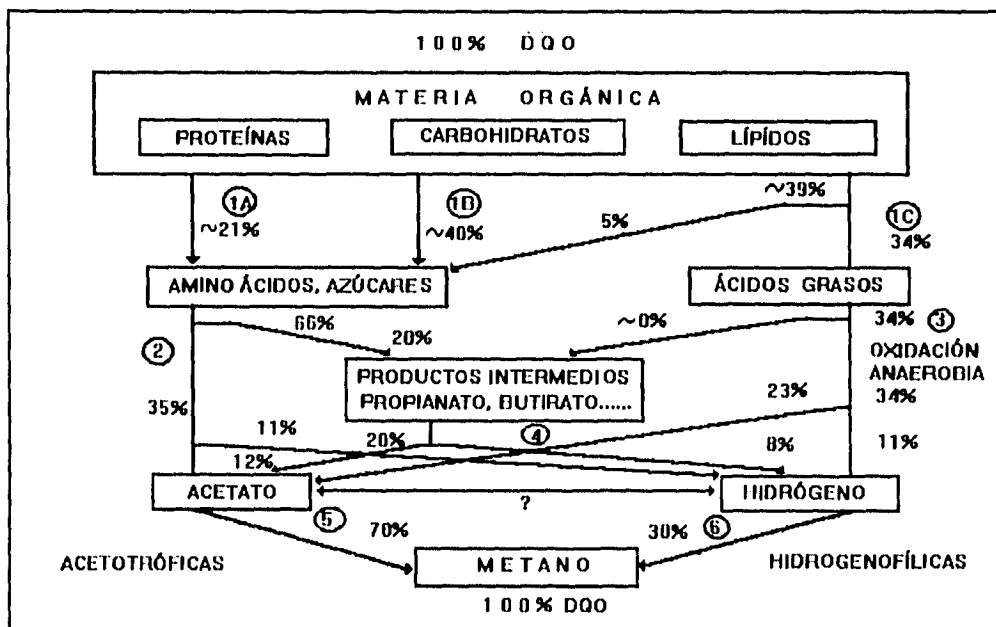 100% DQO
MATERIA ORGÁNICA
PROTEÍNAS
CARBOHIDRATOS
LÍPÍDOS
1A
~21%
1B
~40%
5%
~39%
1C
34%
AMINO ÁCIDOS, AZÚCARES
ÁCIDOS GRASOS
2
66%
20%
~0%
34%
3
OXIDACIÓN
ANAEROBIA
34%
PRODUCTOS INTERMEDIOS
PROPIANATO, BUTIRATO......
35%
11%
20%
4
23%
8%
11%
12%
ACETATO
?
HIDRÓGENO
5
70%
30%
6
ACETOTRÓFICAS
METANO
HIDROGENOFÍLICAS
100% DQO